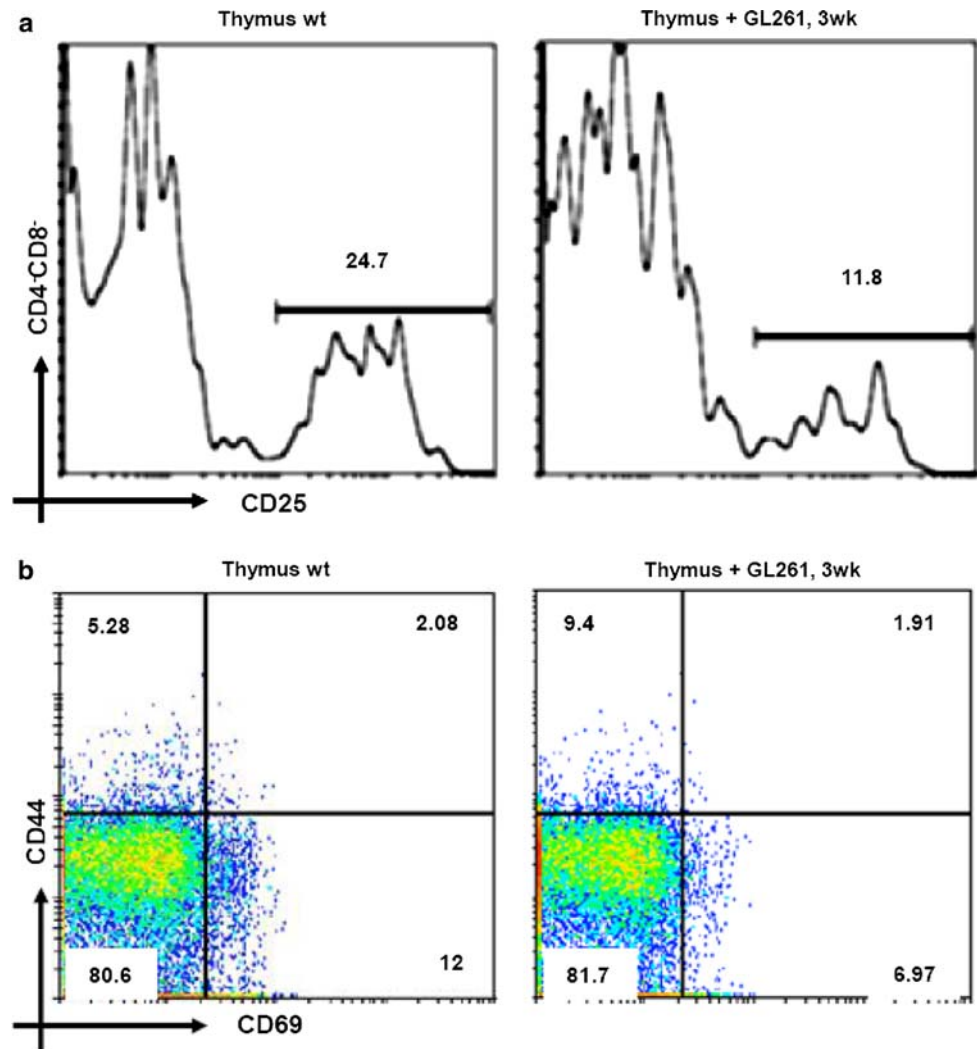 a
Thymus wt
Thymus + GL261, 3wk
CD4-CD8-
24.7
11.8
CD25
b
Thymus wt
Thymus + GL261, 3wk
5.28
2.08
9.4
1.91
CD44
80.6
12
81.7
6.97
CD69